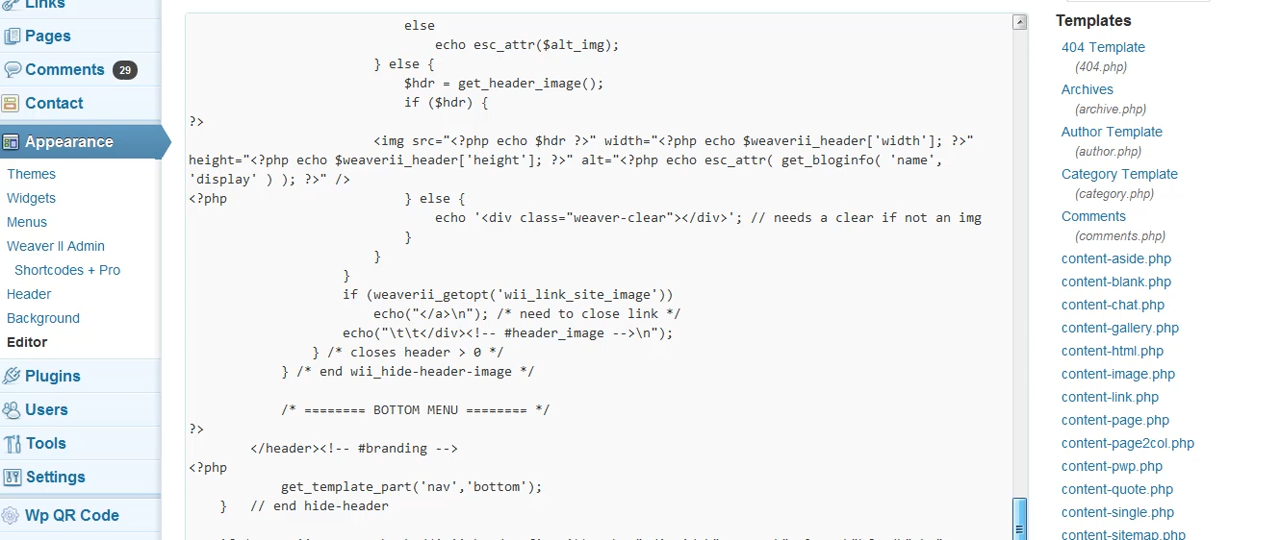 Links
Pages
Comments 29
Contact
Appearance
Themes
Widgets
Menus
Weaver II Admin
Shortcodes + Pro
Header
Background
Editor
Plugins
Users
Tools
Settings
Wp QR Code
else
echo esc_attr($alt_img);
} else {
$hdr = get_header_image();
if ($hdr) {
?>
<img src="<?php echo $hdr ?>" width="<?php echo $weaverii_header['width']; ?>"
height="<?php echo $weaverii_header['height']; ?>" alt="<?php echo esc_attr( get_bloginfo( 'name',
'display' ) ); ?>" />
<?php } else {
echo '<div class="weaver-clear"></div>'; // needs a clear if not an img
}
}
}
if (weaverii_getopt('wii_link_site_image'))
echo("</a>\n"); /* need to close link */
echo("\t\t</div><!-- #header_image -->\n");
} /* closes header > 0 */
} /* end wii_hide-header-image */
/* ======== BOTTOM MENU ======== */
?>
</header><!-- #branding -->
<?php
get_template_part('nav','bottom');
} // end hide-header
Templates
404 Template
(404.php)
Archives
(archive.php)
Author Template
(author.php)
Category Template
(category.php)
Comments
(comments.php)
content-aside.php
content-blank.php
content-chat.php
content-gallery.php
content-html.php
content-image.php
content-link.php
content-page.php
content-page2col.php
content-pwp.php
content-quote.php
content-single.php
content-sitemap.php